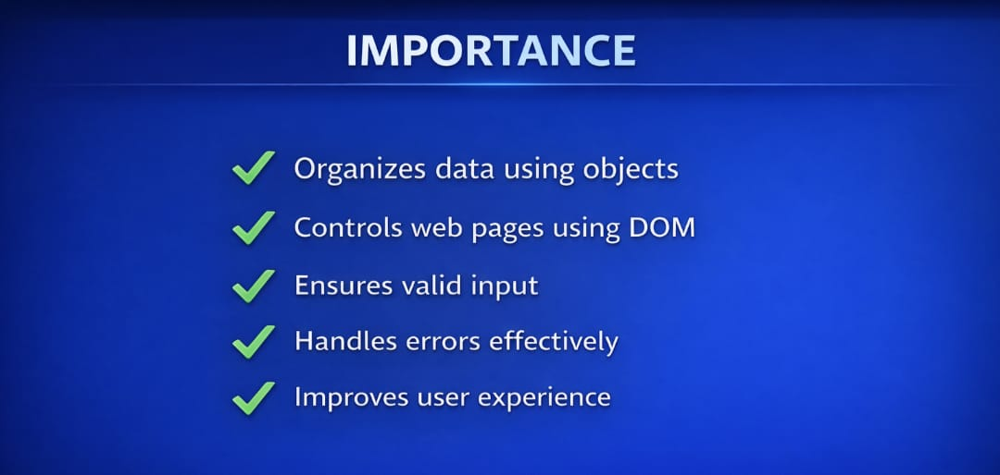 IMPORTANCE
Organizes data using objects
Controls web pages using DOM
Ensures valid input
Handles errors effectively
Improves user experience